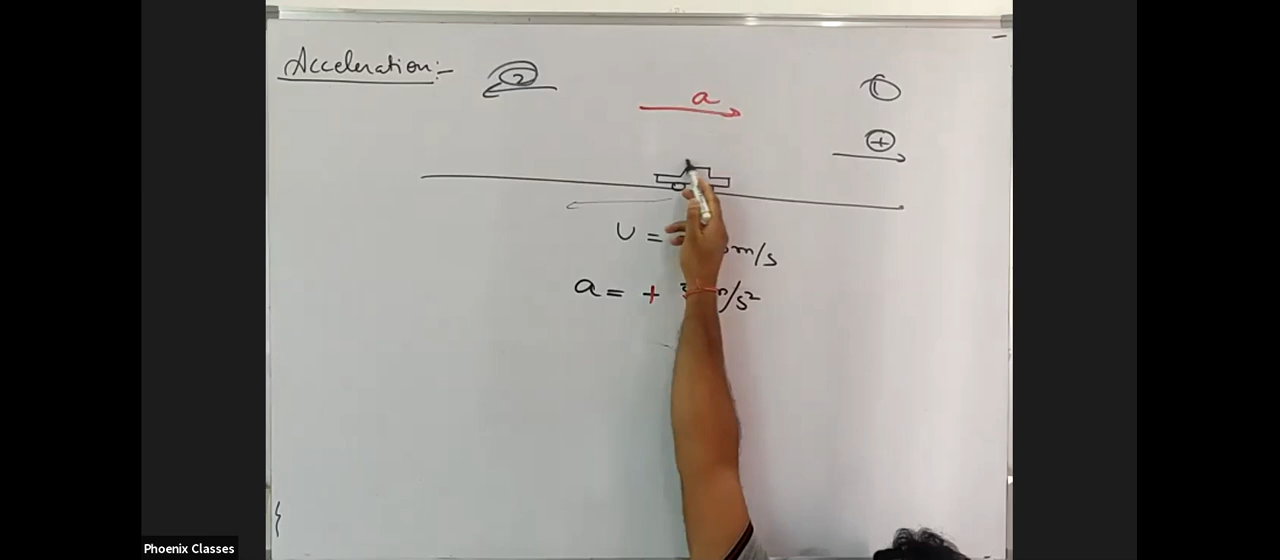 Acceleration:-
2
a
1
+
U = m/s
a = + /s²
Phoenix Classes